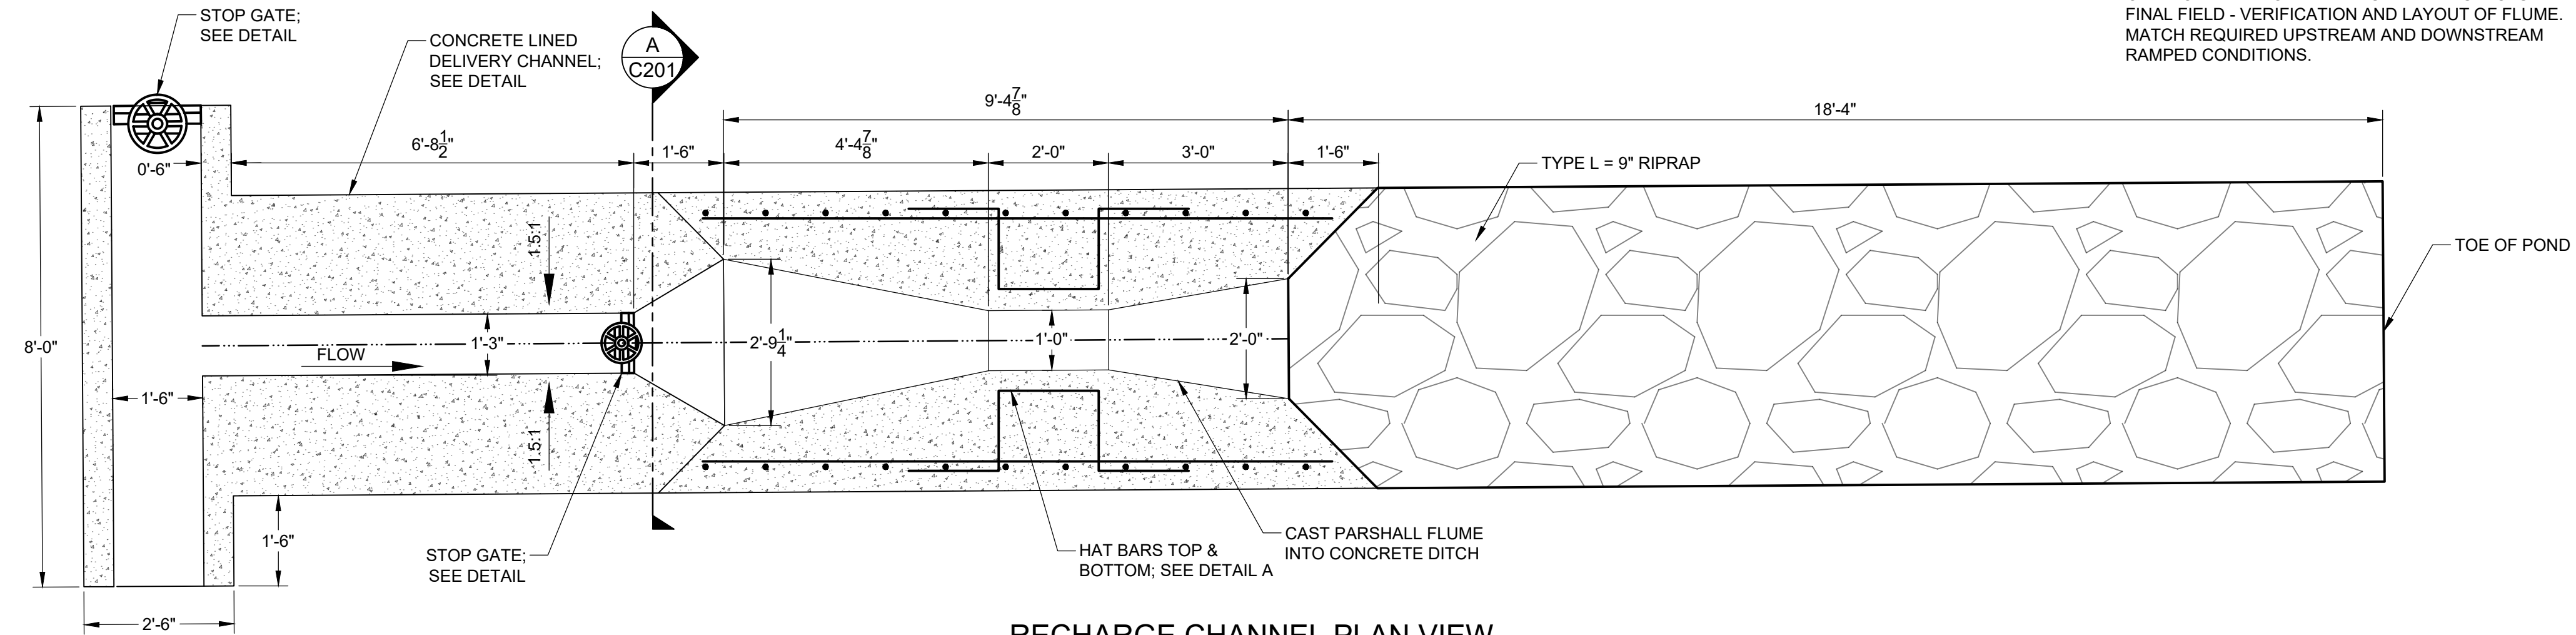 STOP GATE;
SEE DETAIL
CONCRETE LINED
DELIVERY CHANNEL;
SEE DETAIL
A
C201
FINAL FIELD - VERIFICATION AND LAYOUT OF FLUME.
MATCH REQUIRED UPSTREAM AND DOWNSTREAM
RAMPED CONDITIONS.
9'-4 7/8"
18'-4"
0'-6"
6'-8 1/2"
1'-6"
4'-4 7/8"
2'-0"
3'-0"
1'-6"
TYPE L = 9" RIPRAP
1.5:1
TOE OF POND
8'-0"
FLOW
1'-3"
2'-9 1/4"
1'-0"
2'-0"
1'-6"
1.5:1
1'-6"
STOP GATE;
SEE DETAIL
HAT BARS TOP &
BOTTOM; SEE DETAIL A
CAST PARSHALL FLUME
INTO CONCRETE DITCH
2'-6"
RECHARGE CHANNEL PLAN VIEW